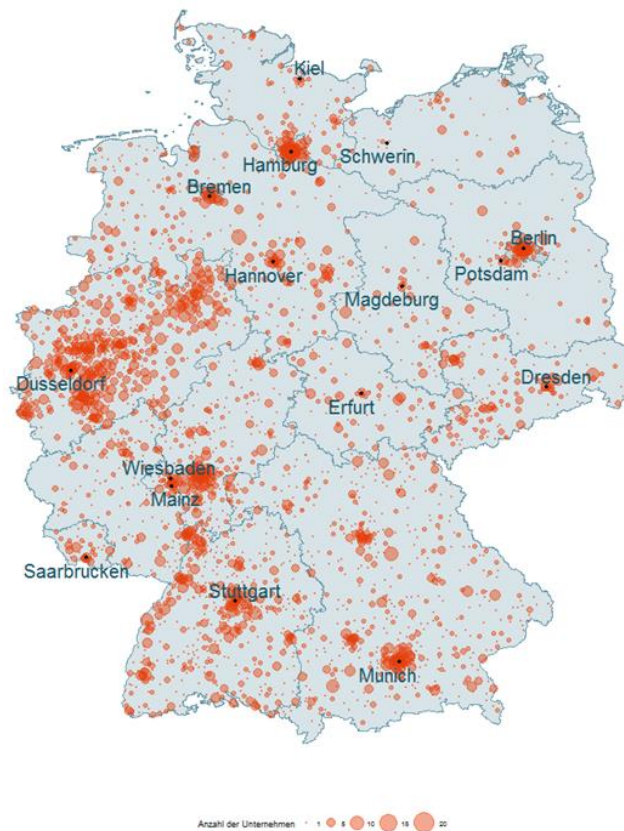 Kiel
Hamburg
Schwerin
Bremen
Berlin
Hannover
Potsdam
Magdeburg
Dusseldorf
Dresden
Erfurt
Wiesbaden
Mainz
Saarbrucken
Stuttgart
Munich
Anzahl der Unternehmen 1 5 10 15 20